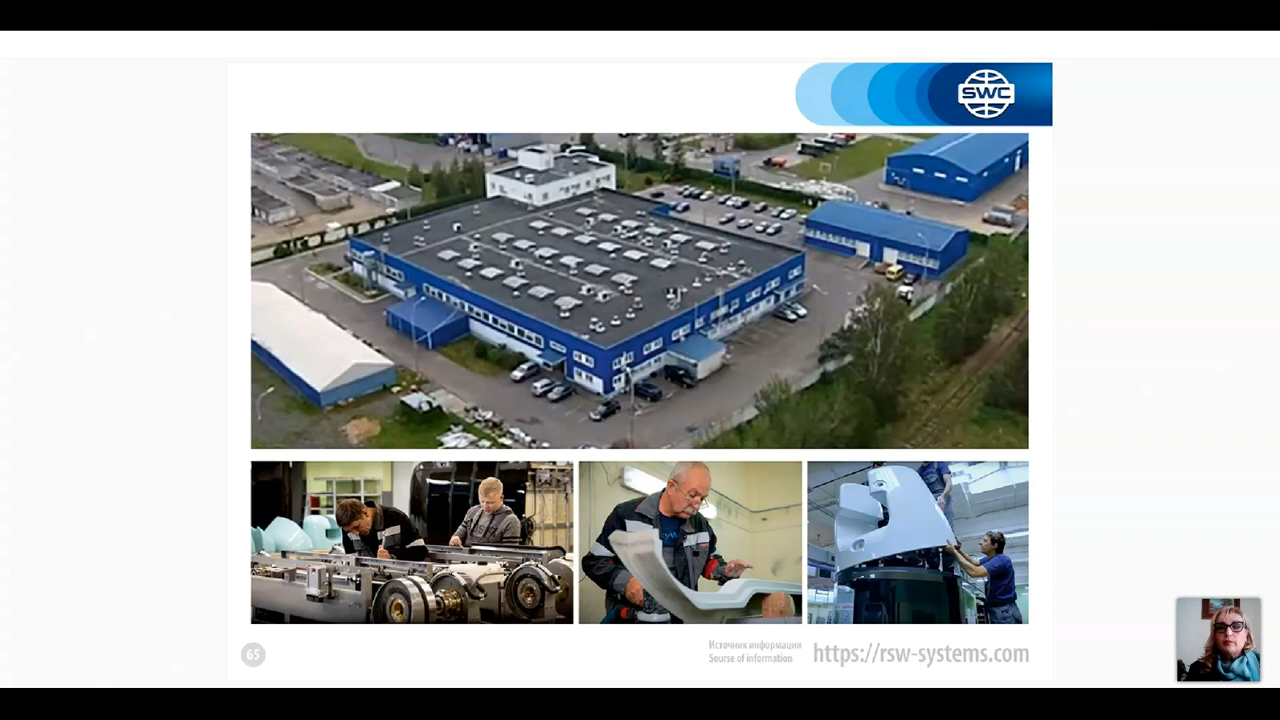 SWC
65
Источник информации
Sourse of information
https://rsw-systems.com